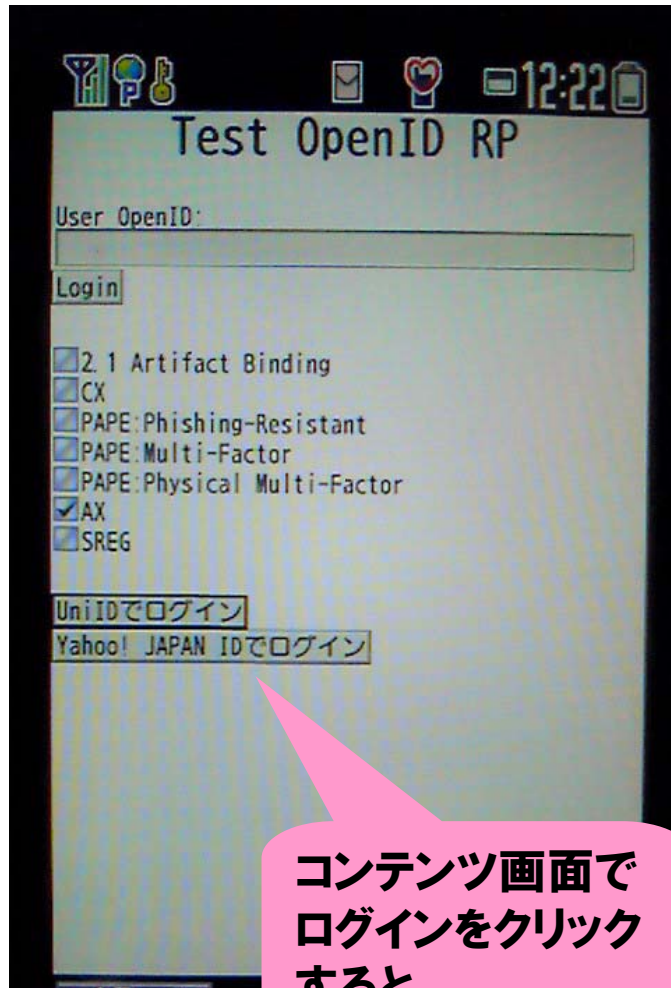 12:22
Test OpenID RP
User OpenID:
Login
2.1 Artifact Binding
CX
PAPE:Phishing-Resistant
PAPE:Multi-Factor
PAPE:Physical Multi-Factor
AX
SREG
UniIDでログイン
Yahoo! JAPAN IDでログイン
コンテンツ画面で
ログインをクリック
すると